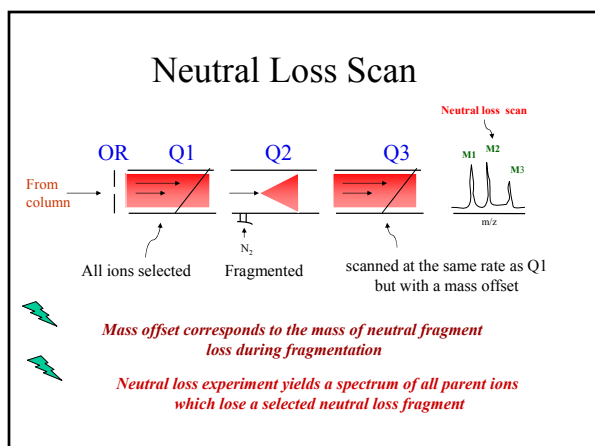 Neutral Loss Scan
Neutral loss scan
OR
Q1
Q2
Q3
M1
M2
M3
From
column
m/z
N2
All ions selected
Fragmented
scanned at the same rate as Q1
but with a mass offset
Mass offset corresponds to the mass of neutral fragment
loss during fragmentation
Neutral loss experiment yields a spectrum of all parent ions
which lose a selected neutral loss fragment